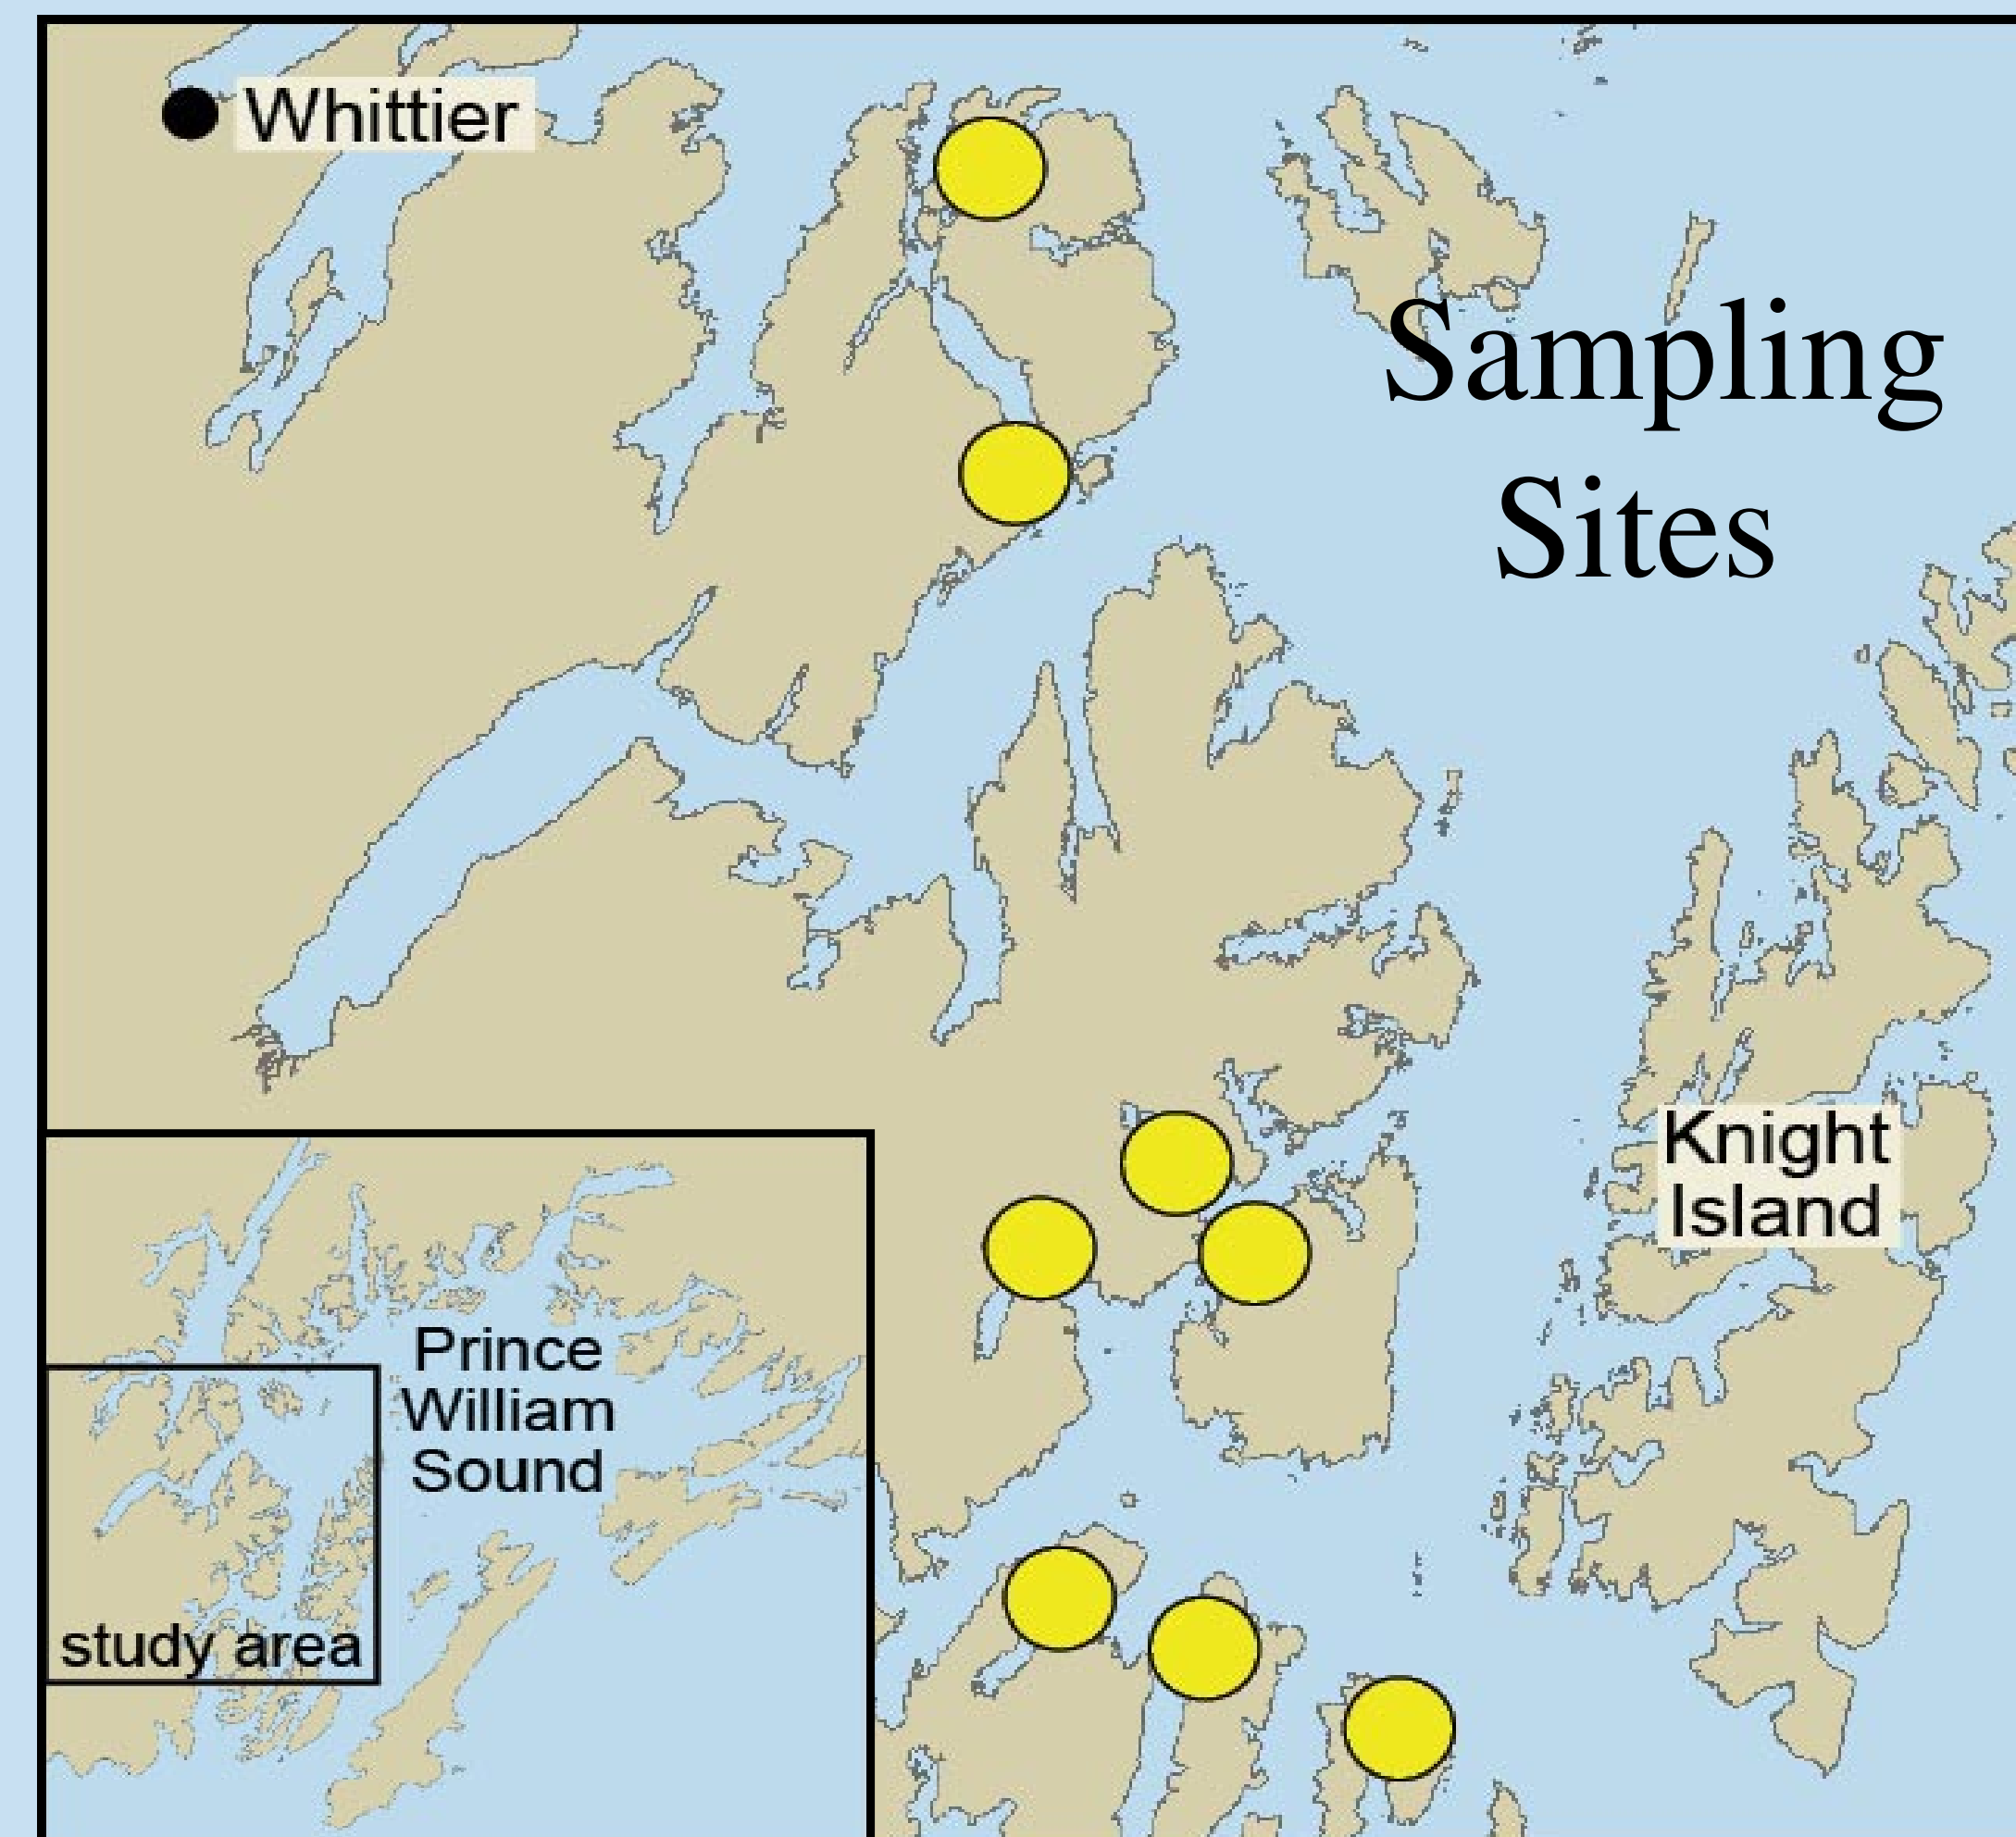 Whittier
Sampling
Sites
Knight
Island
Prince
William
Sound
study area